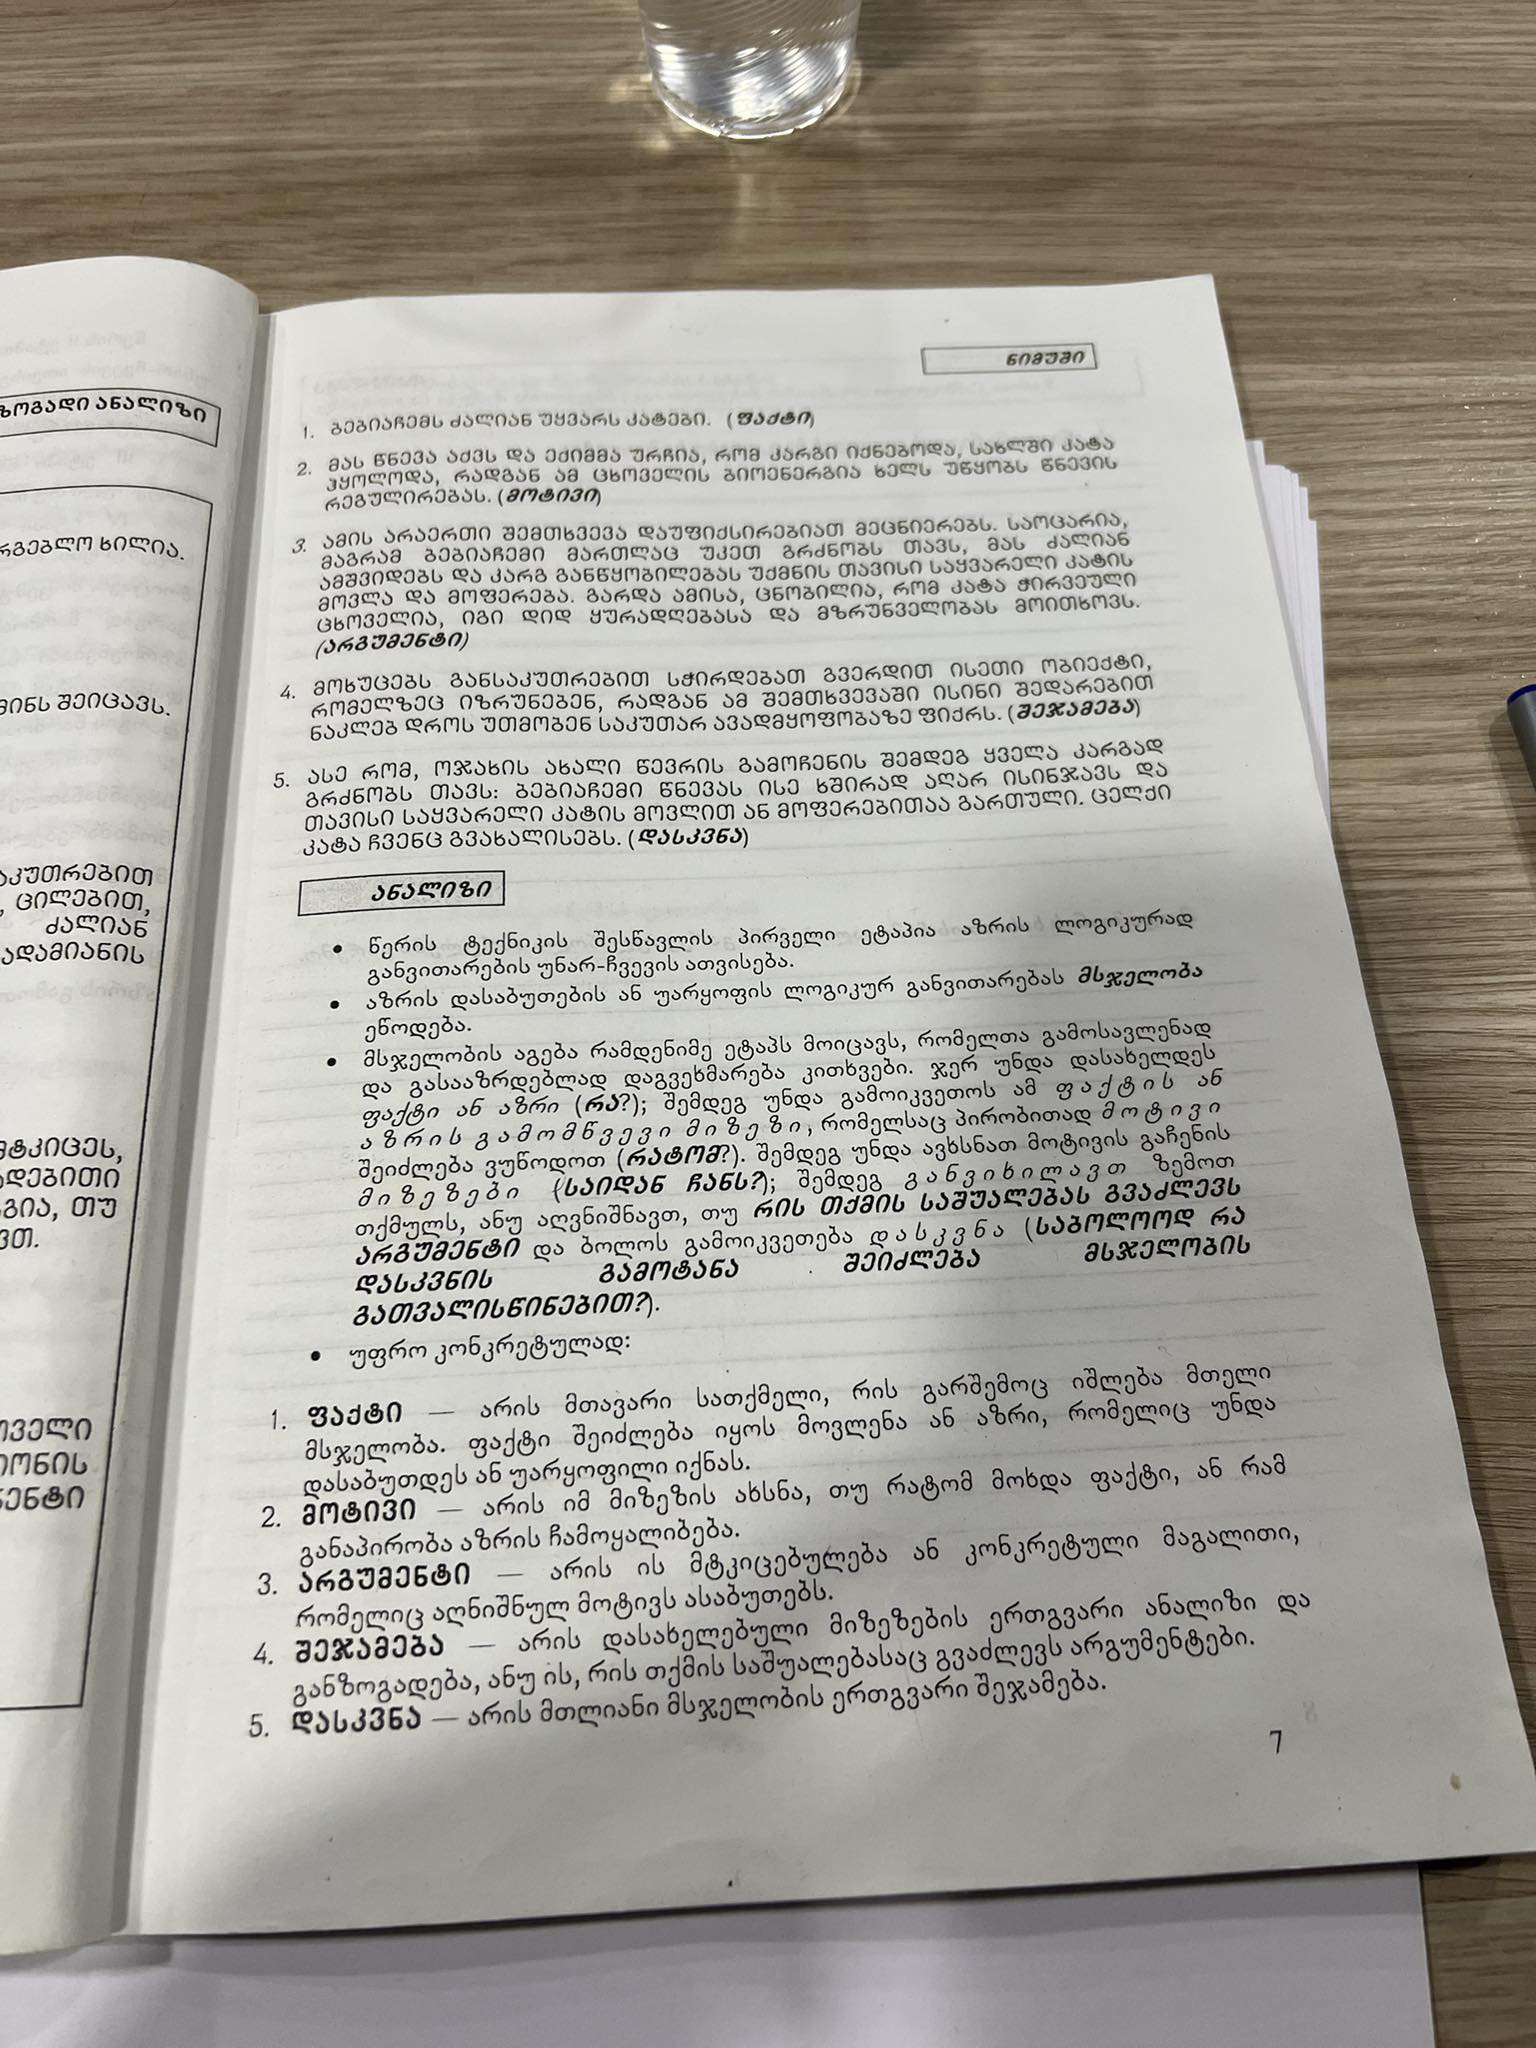 ზოგადი ანალიზი
რგებლო ხილია.
შეიცავს.
აკუთრებით
, ცილებით,
ძალიან
ადამიანის
მტკიცეს,
თუ
ნიმუში
1. ბებიაჩემს ძალიან უყვარს კატები. (ფაქტი)
2. მას წნევა აქვს და ექიმმა ურჩია, რომ კარგი იქნებოდა, სახლში კატა
ჰყოლოდა, რადგან ამ ცხოველის ბიოენერგია ხელს უწყობს წნევის
რეგულირებას. (მოტივი)
3. ამის არაერთი შემთხვევა დაუფიქსირებიათ მეცნიერებს. საოცარია,
მაგრამ ბებიაჩემი მართლაც უკეთ გრძნობს თავს, მას ძალიან
ამშვიდებს და კარგ განწყობილებას უქმნის თავისი საყვარელი კატის
მოვლა და მოფერება. გარდა ამისა, ცნობილია, რომ კატა ჭირვეული
ცხოველია, იგი დიდ ყურადღებასა და მზრუნველობას მოითხოვს.
(არგუმენტი)
4. მოხუცებს განსაკუთრებით სჭირდებათ გვერდით ისეთი ობიექტი,
რომელზეც იზრუნებენ, რადგან ამ შემთხვევაში ისინი შედარებით
ნაკლებ დროს უთმობენ საკუთარ ავადმყოფობაზე ფიქრს. (შეჯამება)
5. ასე რომ, ოჯახის ახალი წევრის გამოჩენის შემდეგ ყველა კარგად
გრძნობს თავს: ბებიაჩემი წნევას ისე ხშირად აღარ ისინჯავს და
თავისი საყვარელი კატის მოვლით ან მოფერებითაა გართული. ცელქი
კატა ჩვენც გვახალისებს. (დასკვნა)
ანალიზი
• წერის ტექნიკის შესწავლის პირველი ეტაპია აზრის ლოგიკურად
განვითარების უნარ-ჩვევის ათვისება.
• აზრის დასაბუთების ან უარყოფის ლოგიკურ განვითარებას მსჯელობა
ეწოდება.
• მსჯელობის აგება რამდენიმე ეტაპს მოიცავს, რომელთა გამოსავლენად
და გასააზრდებლად დაგვეხმარება კითხვები. ჯერ უნდა დასახელდეს
ფაქტი ან აზრი (რა?); შემდეგ უნდა გამოიკვეთოს ამ ფაქტის ან
აზრის გამომწვევი მიზეზი, რომელსაც პირობითად მოტივი
შეიძლება ვუწოდოთ (რატომ?). შემდეგ უნდა ავხსნათ მოტივის გაჩენის
მიზეზები (საიდან ჩანს?); შემდეგ განვიხილავთ ზემოთ
თქმულს, ანუ აღვნიშნავთ, თუ რის თქმის საშუალებას გვაძლევს
არგუმენტი და ბოლოს გამოიკვეთება დასკვნა (საბოლოოდ რა
დასკვნის გამოტანა შეიძლება მსჯელობის
გათვალისწინებით?).
• უფრო კონკრეტულად:
1. ფაქტი — არის მთავარი სათქმელი, რის გარშემოც იშლება მთელი
მსჯელობა. ფაქტი შეიძლება იყოს მოვლენა ან აზრი, რომელიც უნდა
დასაბუთდეს ან უარყოფილი იქნას.
2. მოტივი — არის იმ მიზეზის ახსნა, თუ რატომ მოხდა ფაქტი, ან რამ
განაპირობა აზრის ჩამოყალიბება.
3. არგუმენტი — არის ის მტკიცებულება ან კონკრეტული მაგალითი,
რომელიც აღნიშნულ მოტივს ასაბუთებს.
4. შეჯამება — არის დასახელებული მიზეზების ერთგვარი ანალიზი და
განზოგადება, ანუ ის, რის თქმის საშუალებასაც გვაძლევს არგუმენტები.
5. დასკვნა — არის მთლიანი მსჯელობის ერთგვარი შეჯამება.
7